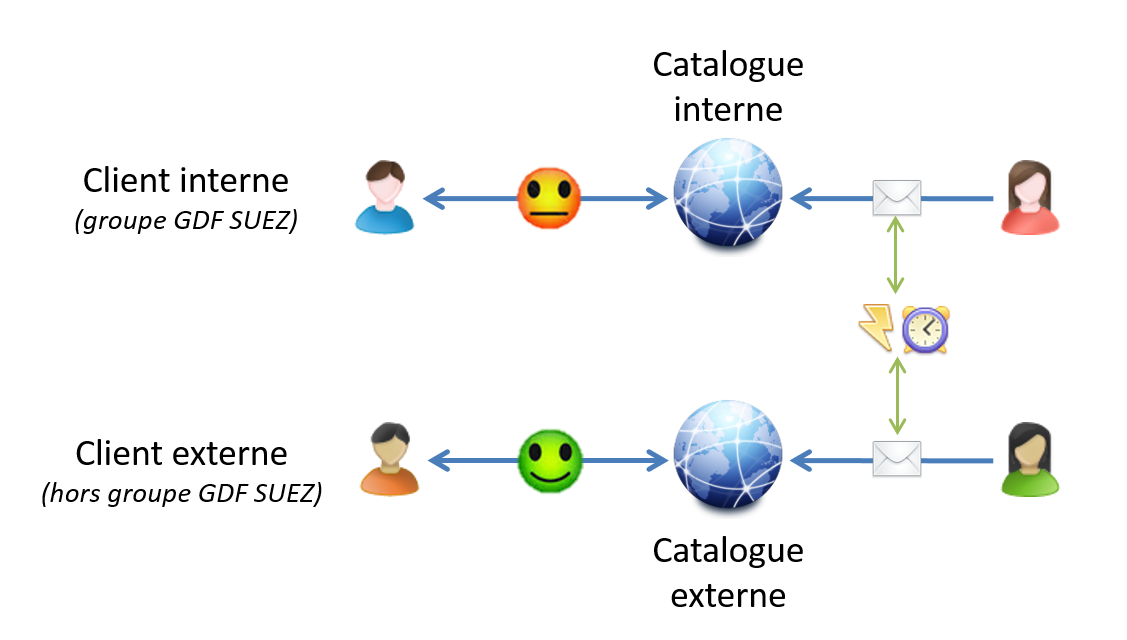 Catalogue
interne
Client interne
(groupe GDF SUEZ)
Client externe
(hors groupe GDF SUEZ)
Catalogue
externe